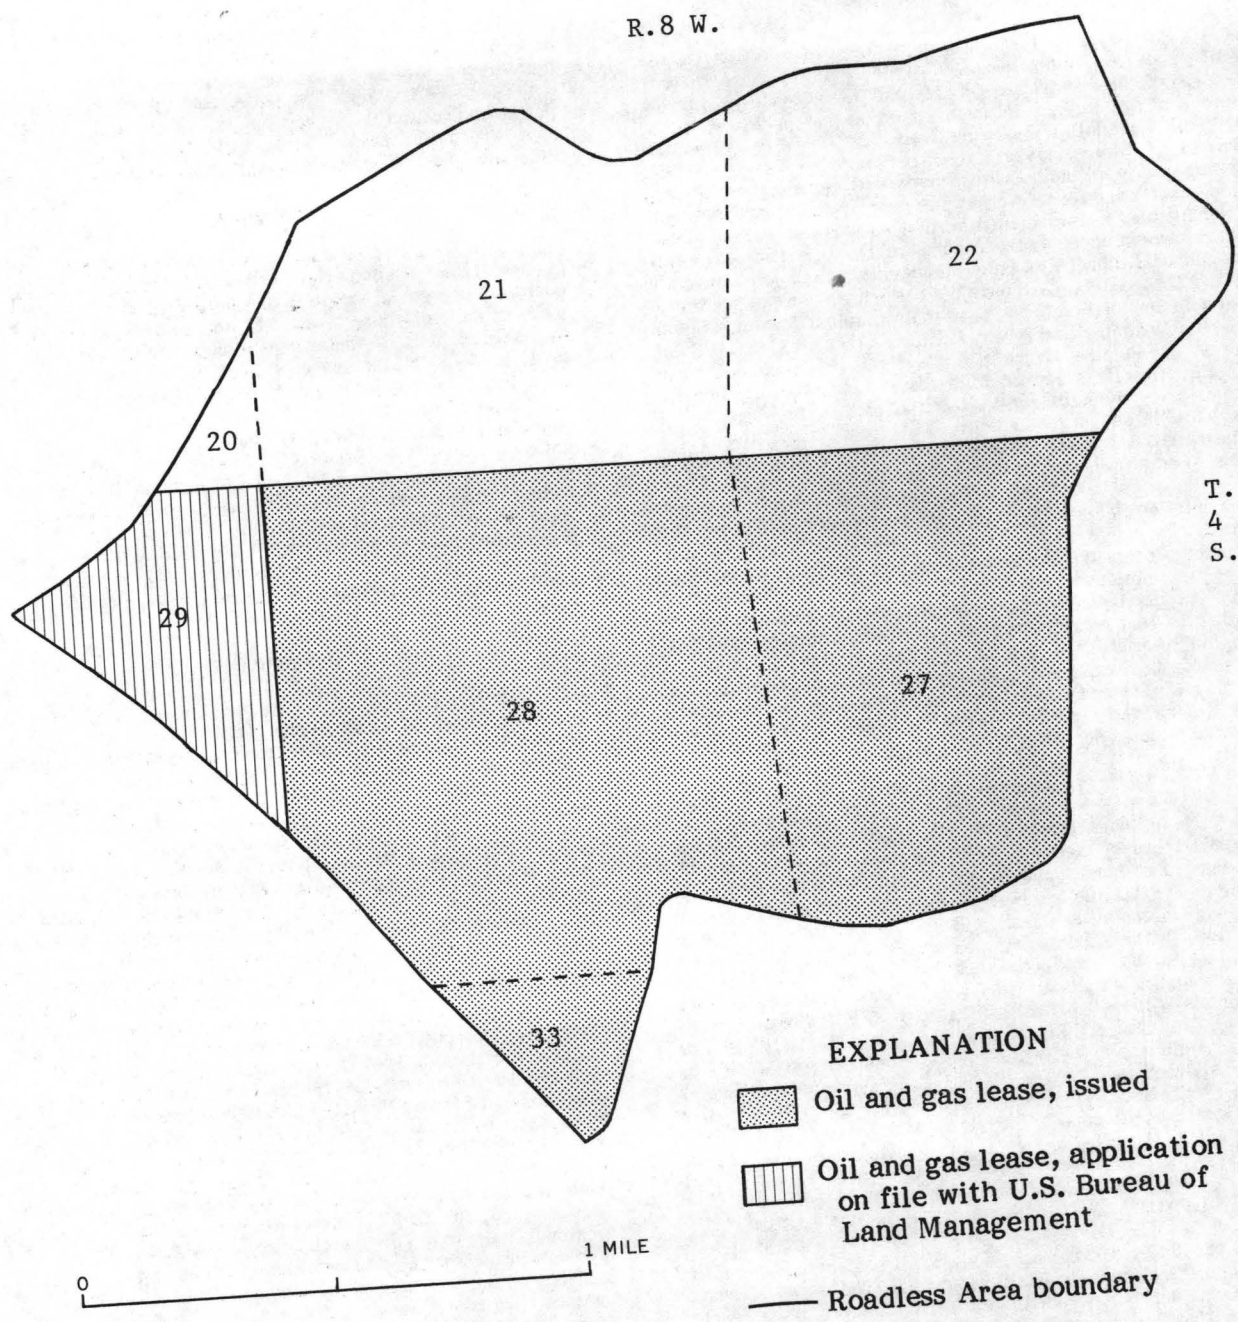 R.8 W.
22
21
20
T.
4
S.
29
27
28
33
EXPLANATION
Oil and gas lease, issued
Oil and gas lease, application
on file with U.S. Bureau of
Land Management
0
1 MILE
Roadless Area boundary